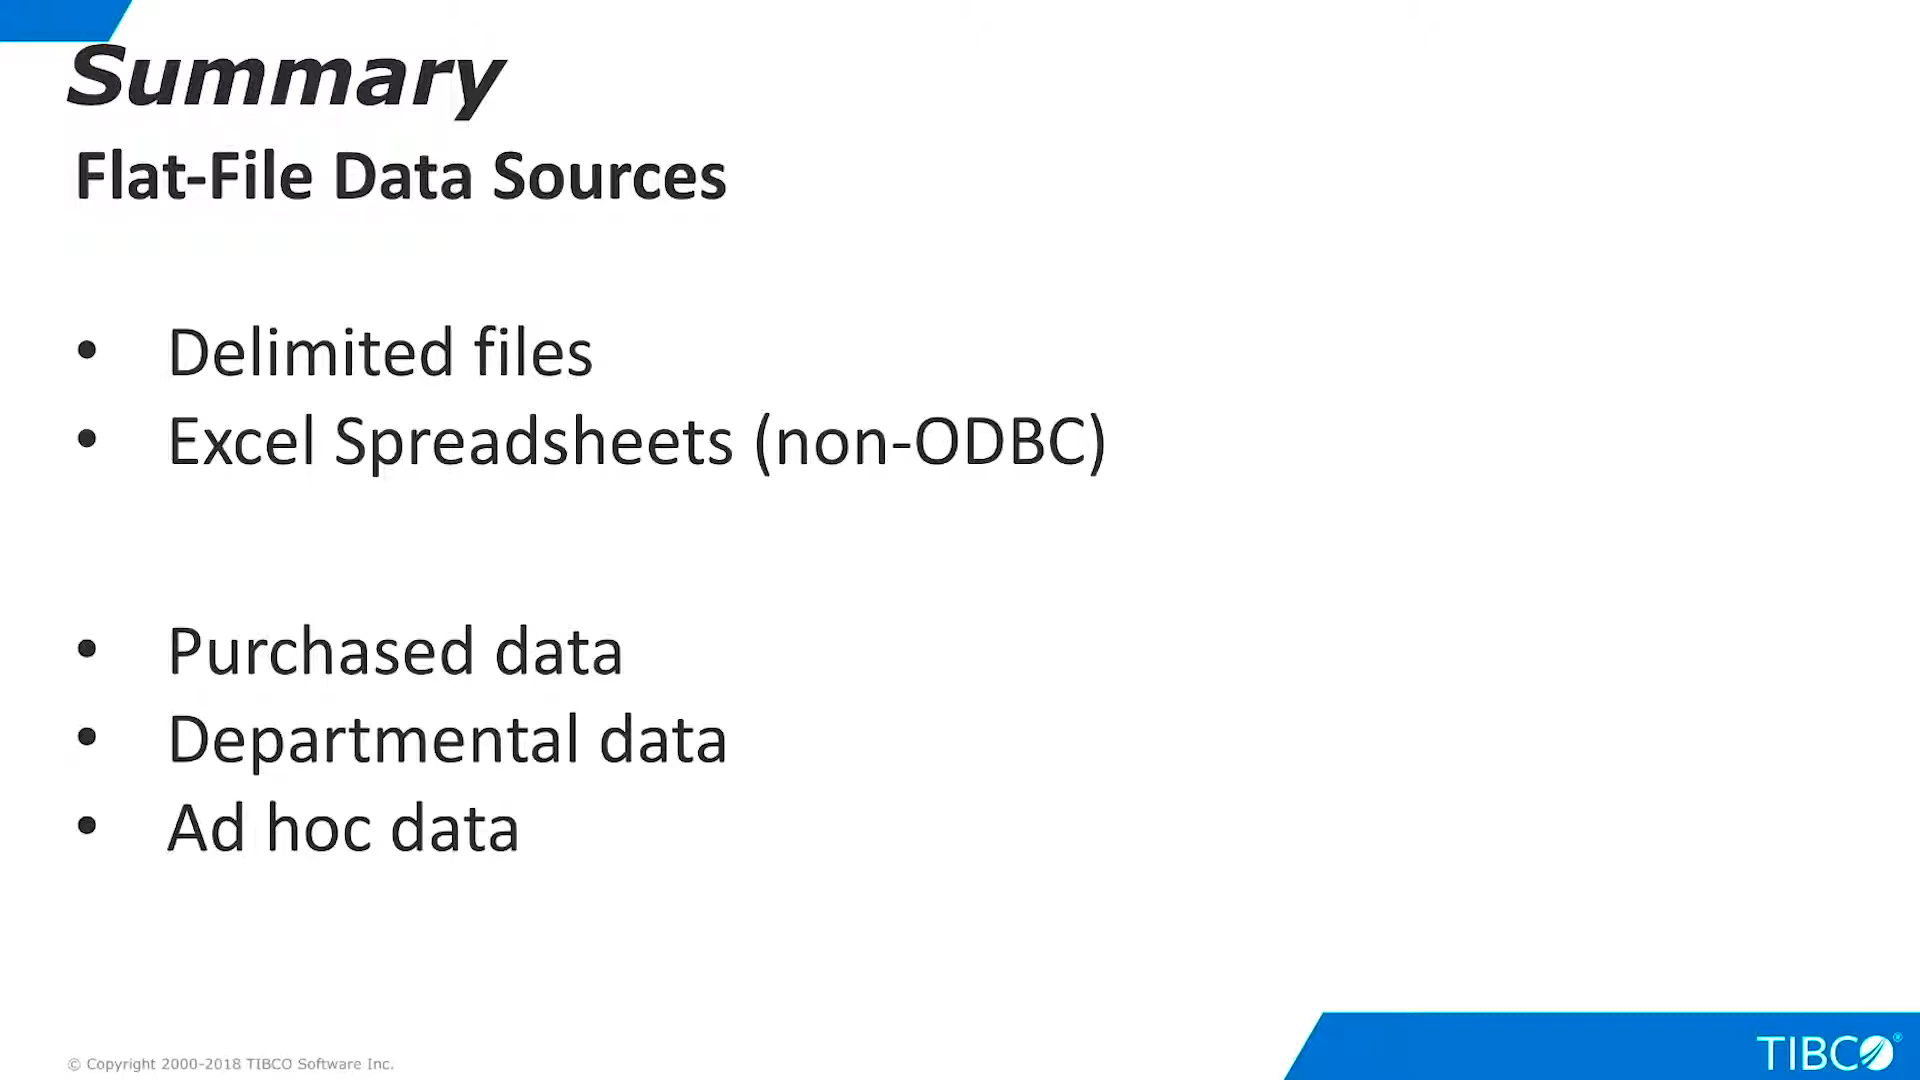 Summary
Flat-File Data Sources
• Delimited files
• Excel Spreadsheets (non-ODBC)
• Purchased data
• Departmental data
• Ad hoc data
© Copyright 2000-2018 TIBCO Software Inc.
TIBCO®